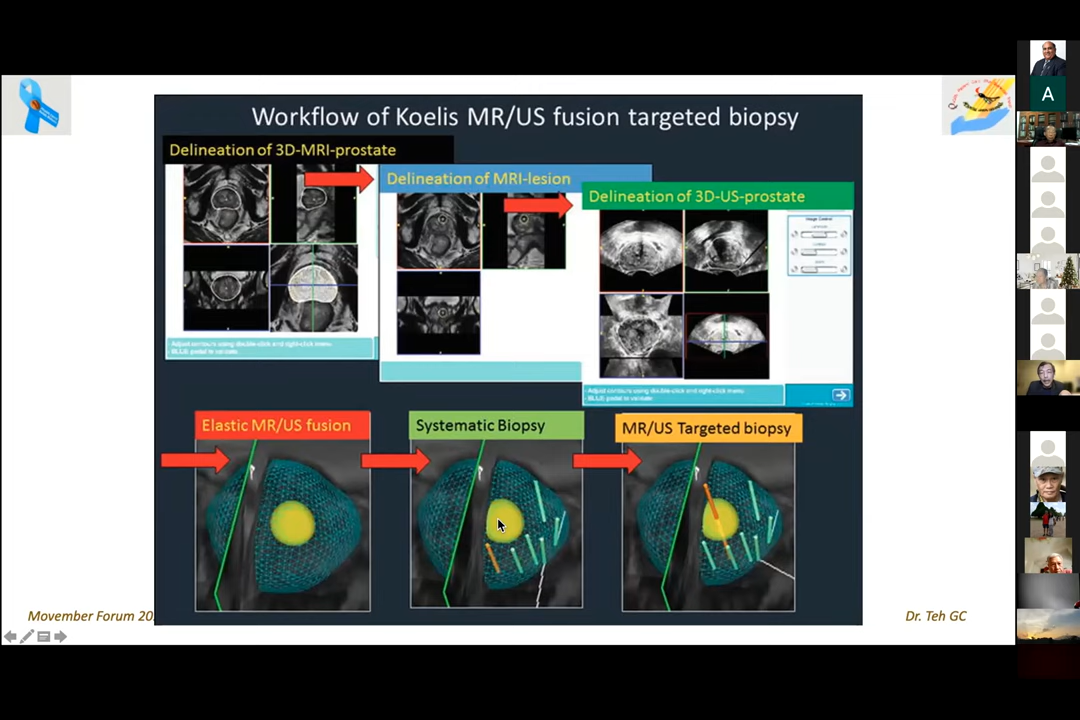 Workflow of Koelis MR/US fusion targeted biopsy
Delineation of 3D-MRI-prostate
Delineation of MRI-lesion
Delineation of 3D-US-prostate
Image Control
- Adjust contours using double-click and right-click menu
- BLUE pedal to validate
- Adjust contours using double-click and right-click menu
- BLUE pedal to validate
Elastic MR/US fusion
Systematic Biopsy
MR/US Targeted biopsy
Movember Forum 20
Dr. Teh GC
A